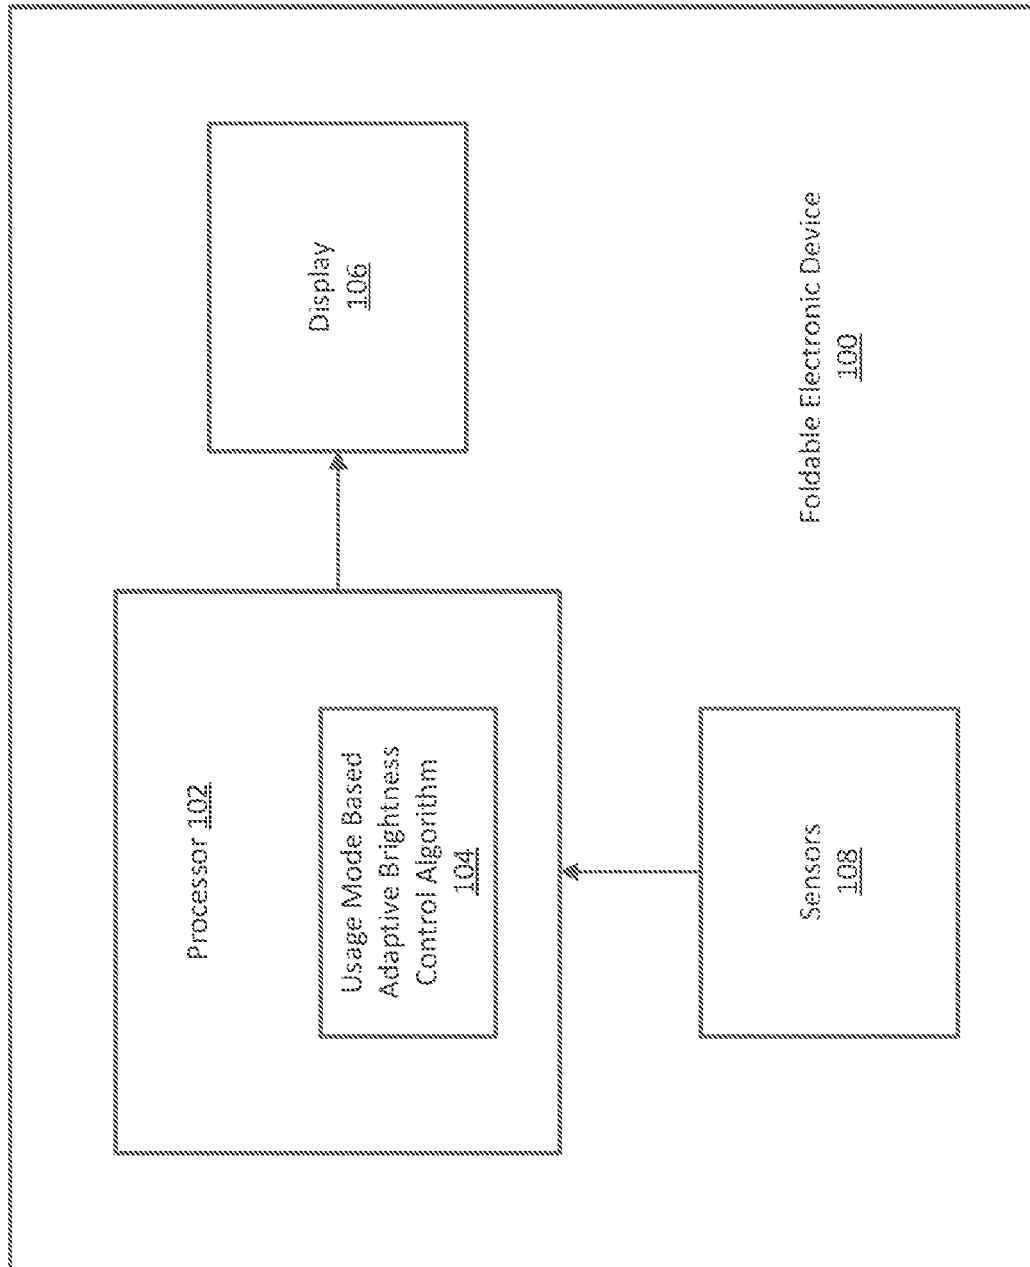 Processor 102
Usage Mode Based
Adaptive Brightness
Control Algorithm
104
Display
106
Sensors
108
Foldable Electronic Device
100